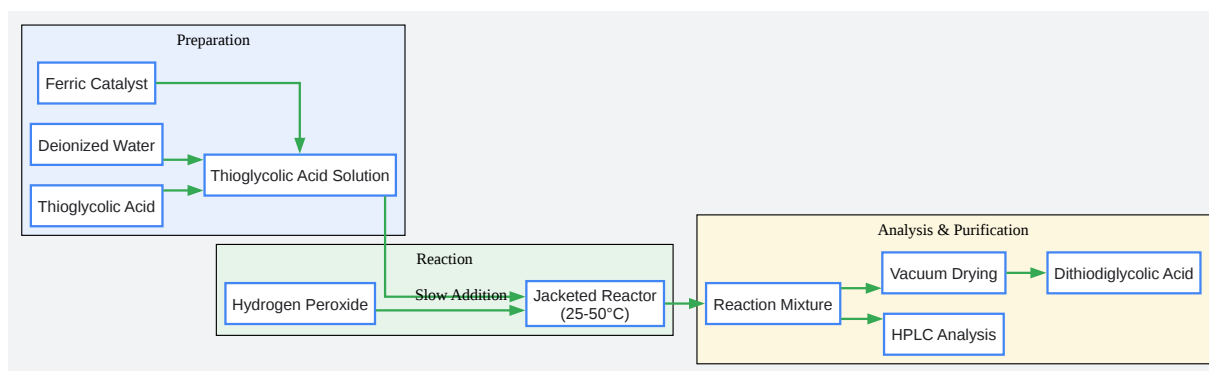 Preparation
Ferric Catalyst
Deionized Water
Thioglycolic Acid Solution
Thioglycolic Acid
Reaction
Slow Addition
Hydrogen Peroxide
Jacketed Reactor
(25-50°C)
Analysis & Purification
Vacuum Drying
Dithiodiglycolic Acid
Reaction Mixture
HPLC Analysis